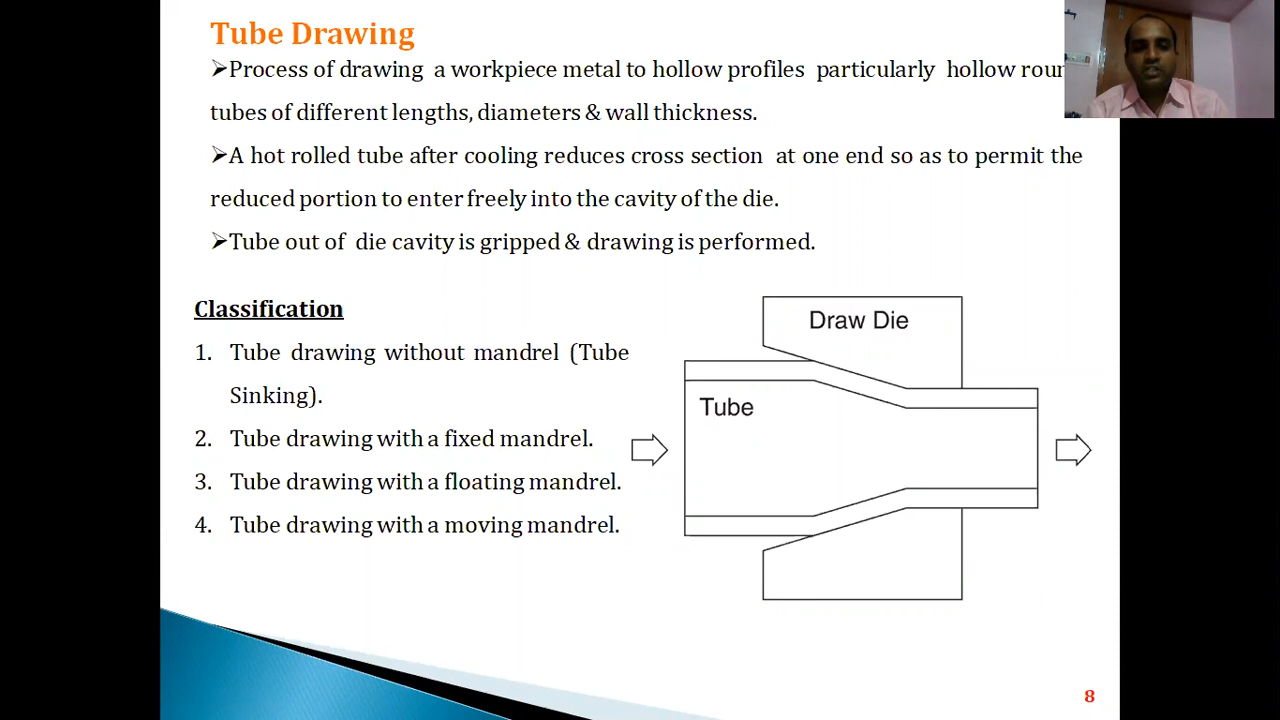 Tube Drawing
➢Process of drawing a workpiece metal to hollow profiles particularly hollow
tubes of different lengths, diameters & wall thickness.
➢A hot rolled tube after cooling reduces cross section at one end so as to permit the
reduced portion to enter freely into the cavity of the die.
➢Tube out of die cavity is gripped & drawing is performed.
Classification
1. Tube drawing without mandrel (Tube
Sinking).
2. Tube drawing with a fixed mandrel.
3. Tube drawing with a floating mandrel.
4. Tube drawing with a moving mandrel.
Draw Die
Tube
8